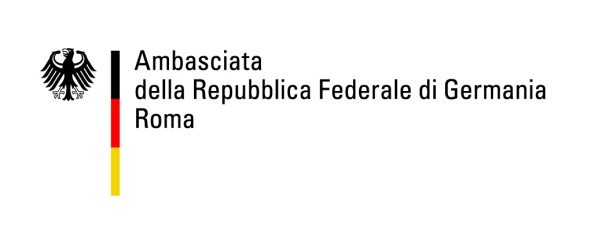 Ambasciata
della Repubblica Federale di Germania
Roma